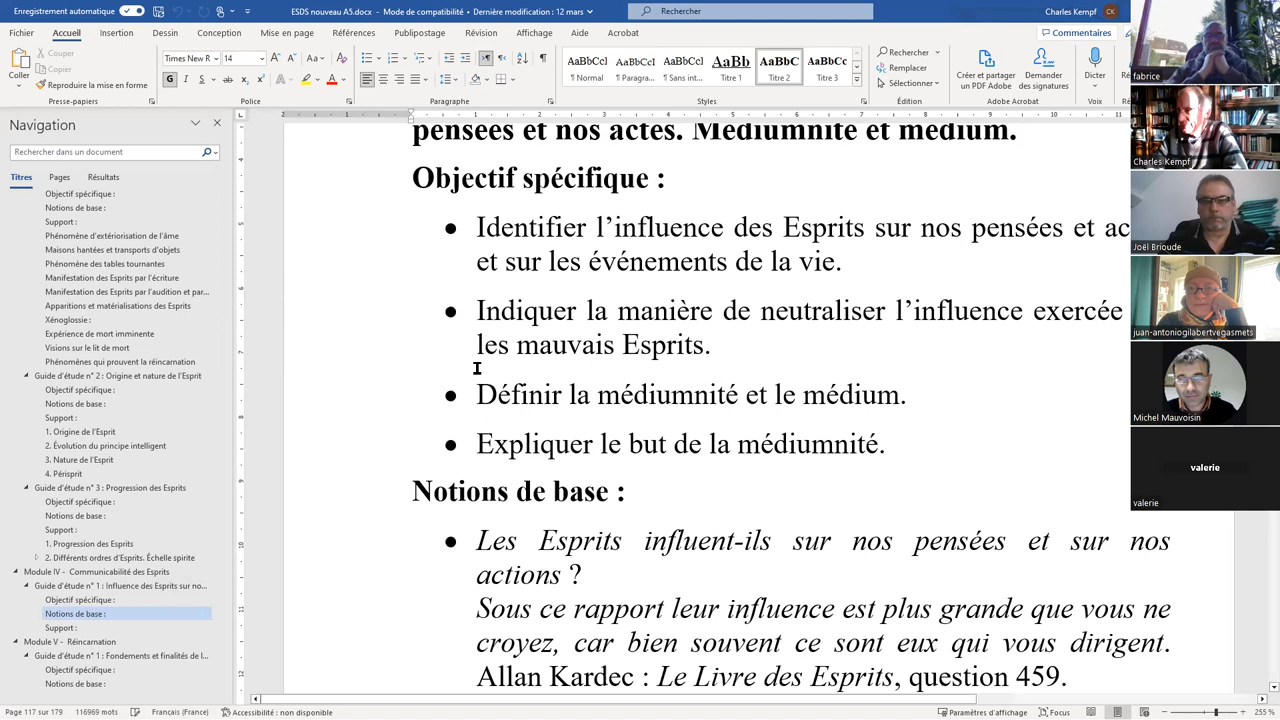 Enregistrement automatique
ESDS nouveau A5.docx • Mode de compatibilité • Dernière modification : 12 mars
Rechercher
Charles Kempf
CK
Fichier Accueil Insertion Dessin Conception Mise en page Références Publipostage Révision Affichage Aide Acrobat
Commentaires
Coller
Couper
Copier
Reproduire la mise en forme
Presse-papiers
Times New R
14
Police
Paragraphe
AaBbCcI AaBbCcI AaBbCcI AaBb AaBbC AaBbCc
¶ Normal ¶ Paragra... ¶ Sans int... Titre 1 Titre 2 Titre 3
Styles
Rechercher
Remplacer
Sélectionner
Édition
Créer et partager
un PDF Adobe
Demander
des signatures
Adobe Acrobat
Dicter
Voix
Navigation
Rechercher dans un document
Titres Pages Résultats
Objectif spécifique :
Notions de base :
Support :
Phénomène d'extériorisation de l'âme
Maisons hantées et transports d'objets
Phénomène des tables tournantes
Manifestation des Esprits par l'écriture
Manifestation des Esprits par l'audition et par...
Apparitions et matérialisations des Esprits
Xénoglossie :
Expérience de mort imminente
Visions sur le lit de mort
Phénomènes qui prouvent la réincarnation
Guide d'étude n° 2 : Origine et nature de l'Esprit
Objectif spécifique :
Notions de base :
Support :
1. Origine de l'Esprit
2. Évolution du principe intelligent
3. Nature de l'Esprit
4. Périsprit
Guide d'étude n° 3 : Progression des Esprits
Objectif spécifique :
Notions de base :
Support :
1. Progression des Esprits
2. Différents ordres d'Esprits. Échelle spirite
Module IV - Communicabilité des Esprits
Guide d'étude n° 1 : Influence des Esprits sur no...
Objectif spécifique :
Notions de base :
Support :
Module V - Réincarnation
Guide d'étude n° 1 : Fondements et finalités de l...
Objectif spécifique :
Notions de base :
pensées et nos actes. Médiumnité et médium.
Objectif spécifique :
• Identifier l’influence des Esprits sur nos pensées et ac
et sur les événements de la vie.
• Indiquer la manière de neutraliser l’influence exercée
les mauvais Esprits.
• Définir la médiumnité et le médium.
• Expliquer le but de la médiumnité.
Notions de base :
• Les Esprits influent-ils sur nos pensées et sur nos
actions ?
Sous ce rapport leur influence est plus grande que vous ne
croyez, car bien souvent ce sont eux qui vous dirigent.
Allan Kardec : Le Livre des Esprits, question 459.
fabrice
Charles Kempf
Joël Brioude
juan-antoniogilabertvegasmets
Michel Mauvoisin
valerie
valerie
Page 117 sur 179 116969 mots Français (France) Accessibilité : non disponible
Paramètres d'affichage Focus 255 %